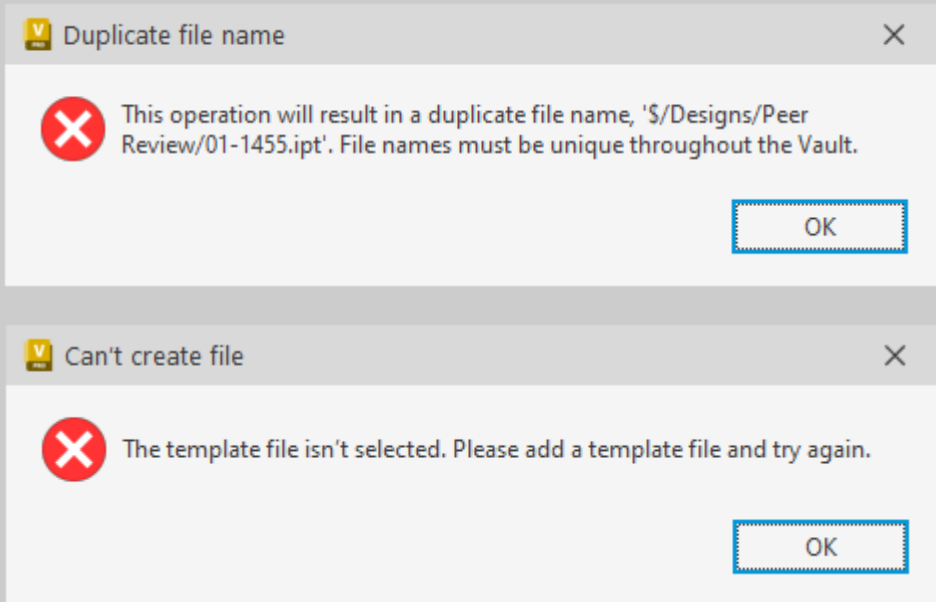 Duplicate file name
This operation will result in a duplicate file name, '$/Designs/Peer
Review/01-1455.ipt'. File names must be unique throughout the Vault.
OK
Can't create file
The template file isn't selected. Please add a template file and try again.
OK